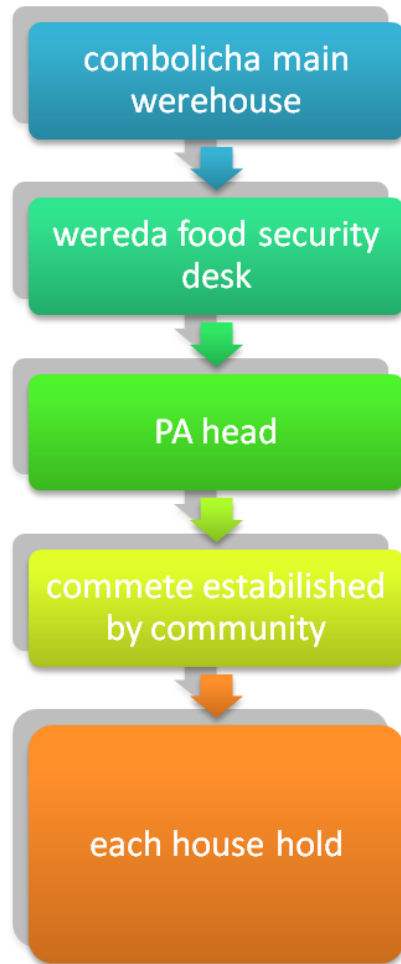 combolicha main
werehouse
wereda food security
desk
PA head
commete estabilished
by community
each house hold